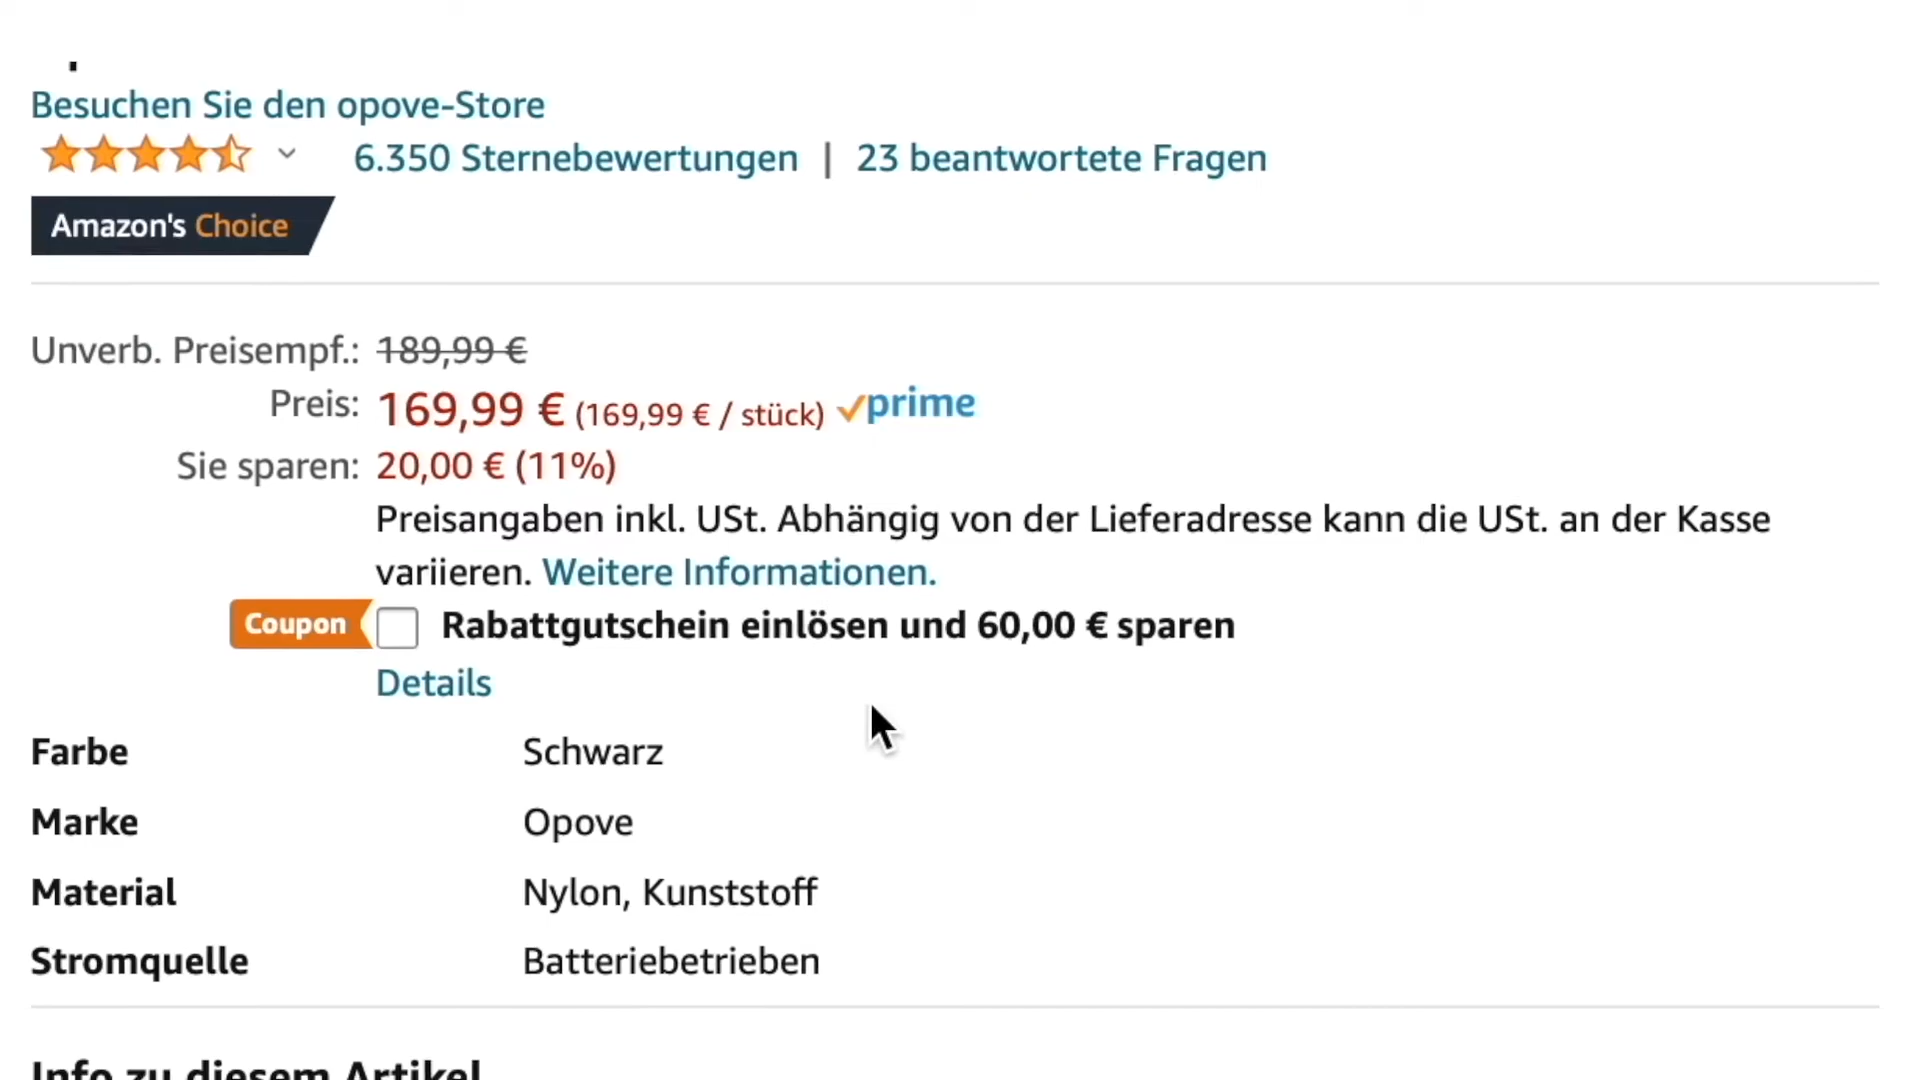 Besuchen Sie den opove-Store
6.350 Sternebewertungen | 23 beantwortete Fragen
Amazon's Choice
Unverb. Preisempf.: 189,99 €
Preis: 169,99 € (169,99 € / stück) prime
Sie sparen: 20,00 € (11%)
Preisangaben inkl. USt. Abhängig von der Lieferadresse kann die USt. an der Kasse
variieren. Weitere Informationen.
Coupon Rabattgutschein einlösen und 60,00 € sparen
Details
Farbe Schwarz
Marke Opove
Material Nylon, Kunststoff
Stromquelle Batteriebetrieben
Info zu diesem Artikel